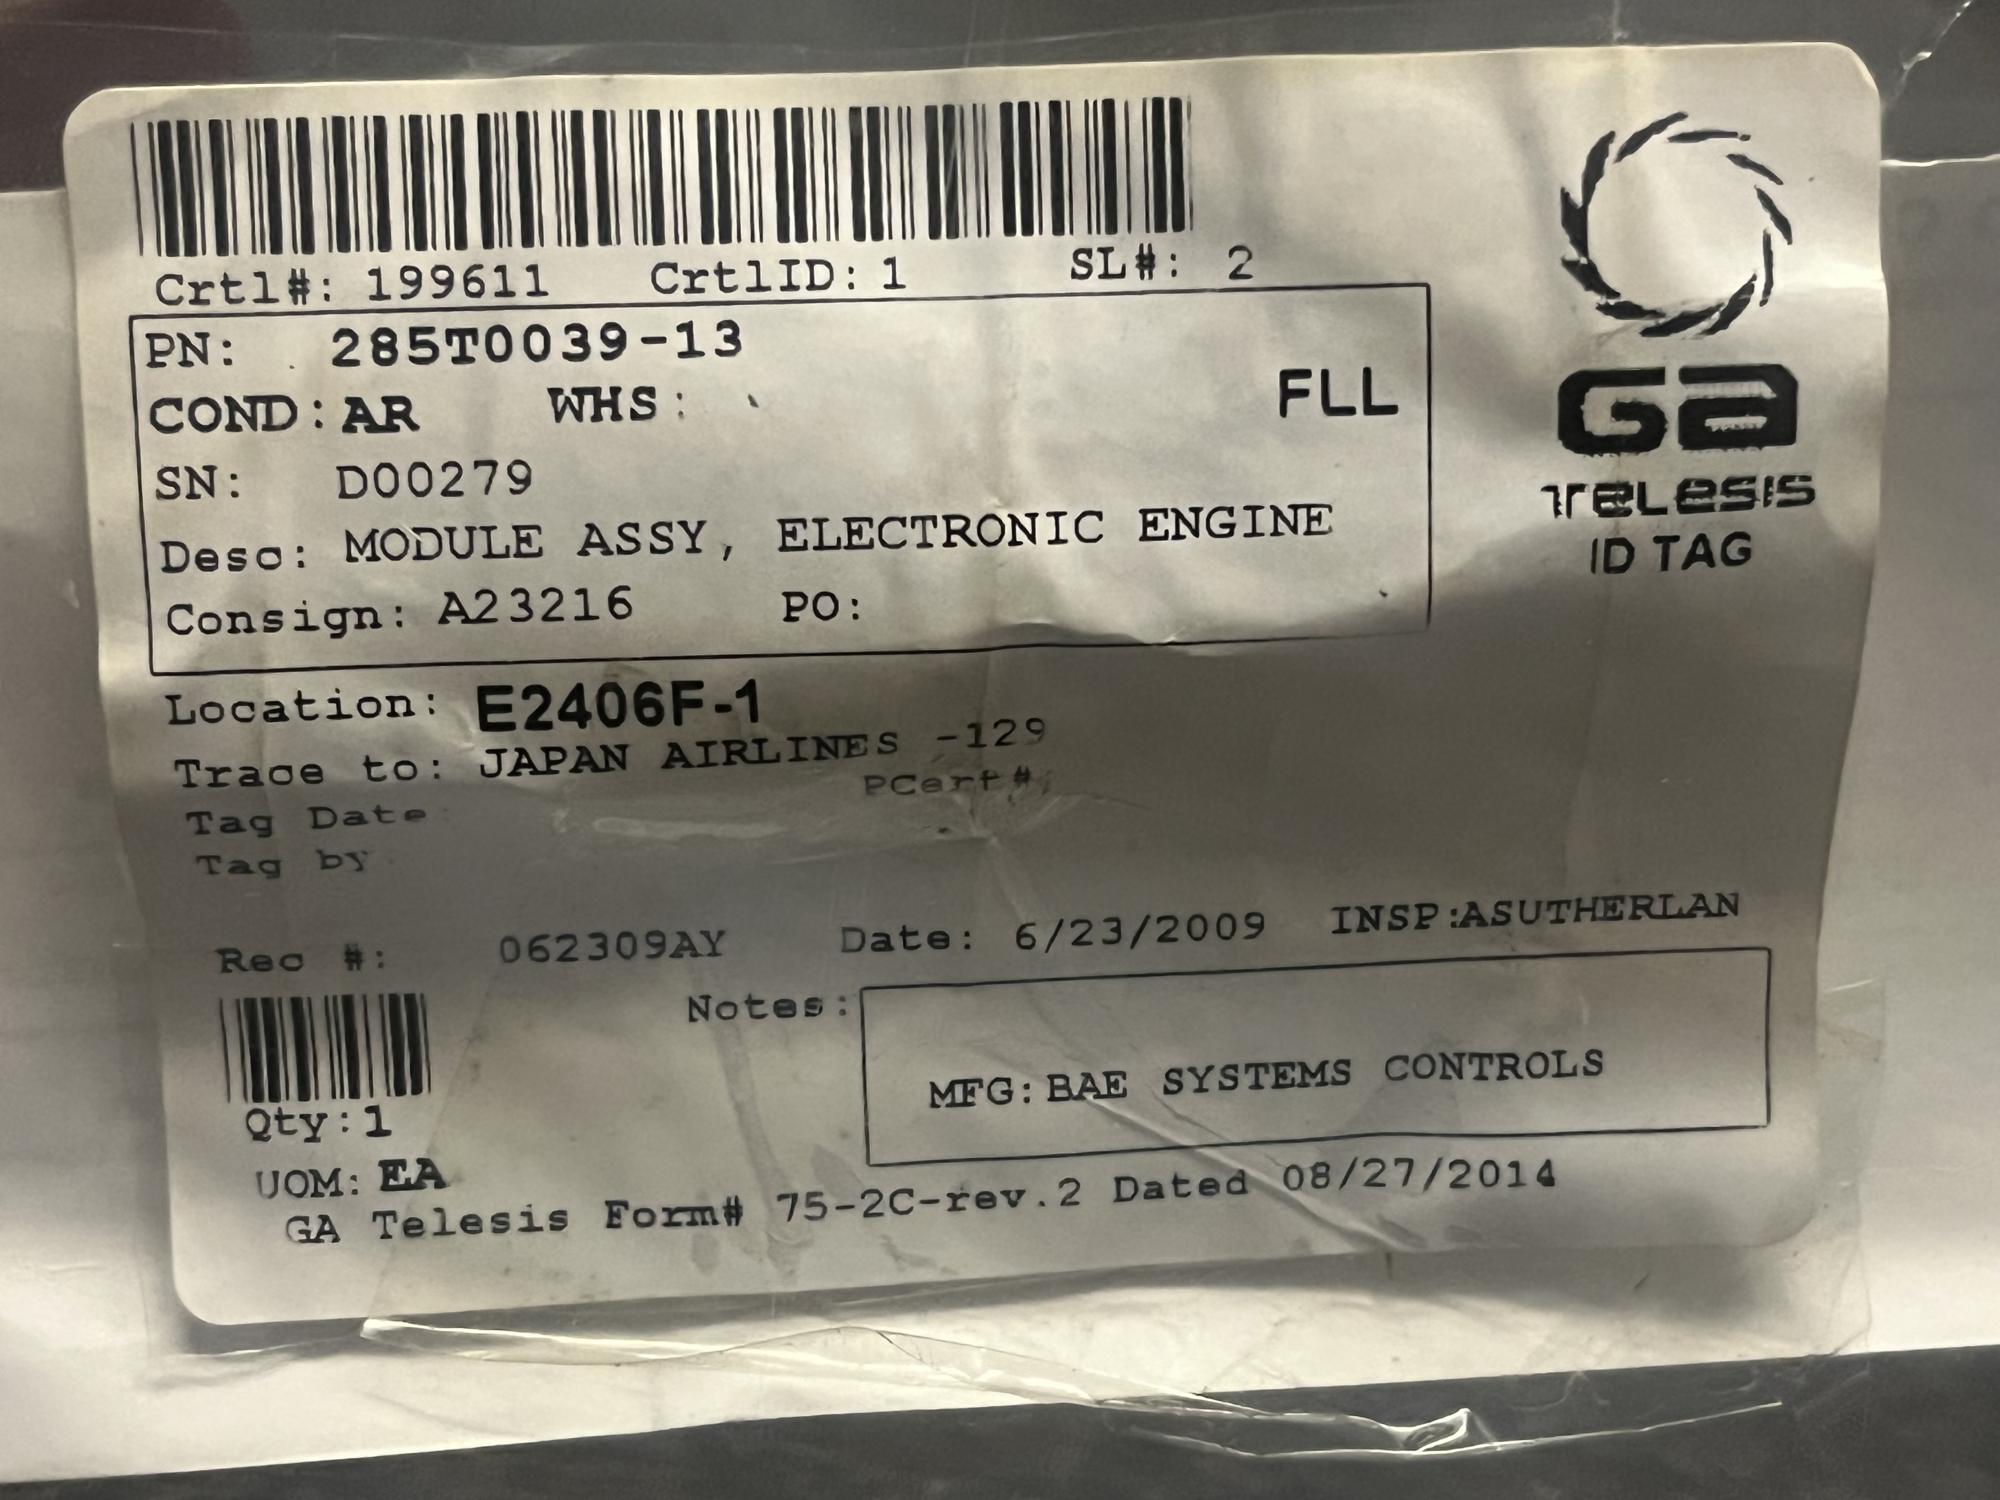 Crtl#: 199611 CrtlID: 1 SL#: 2
PN: 285T0039-13
COND: AR WHS: FLL
SN: D00279
Desc: MODULE ASSY, ELECTRONIC ENGINE
Consign: A23216 PO:
GA
TELESIS
ID TAG
Location: E2406F-1
Trace to: JAPAN AIRLINES -129
Tag Date PCert#:
Tag by
Rec #: 062309AY Date: 6/23/2009 INSP:ASUTHERLAN
Notes:
MFG: BAE SYSTEMS CONTROLS
Qty:1
UOM: EA
GA Telesis Form# 75-2C-rev.2 Dated 08/27/2014